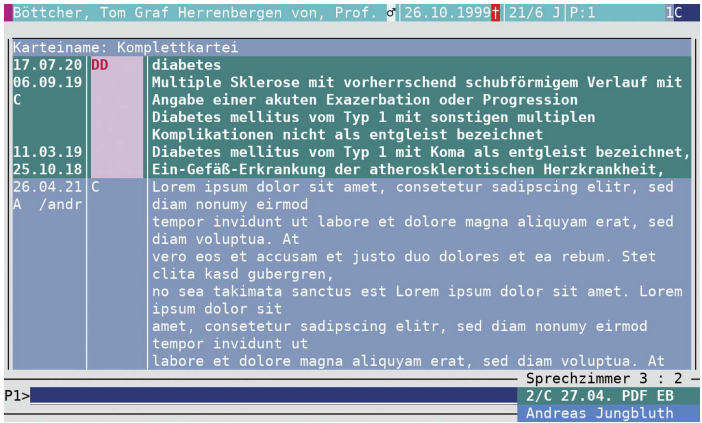 Böttcher, Tom Graf Herrenbergen von, Prof. ♂ 26.10.1999† 21/6 J P:1 1C
Karteiname: Komplettkartei
17.07.20 DD diabetes
06.09.19 Multiple Sklerose mit vorherrschend schubförmigem Verlauf mit
C Angabe einer akuten Exazerbation oder Progression
Diabetes mellitus vom Typ 1 mit sonstigen multiplen
Komplikationen nicht als entgleist bezeichnet
11.03.19 Diabetes mellitus vom Typ 1 mit Koma als entgleist bezeichnet,
25.10.18 Ein-Gefäß-Erkrankung der atherosklerotischen Herzkrankheit,
26.04.21 C Lorem ipsum dolor sit amet, consetetur sadipscing elitr, sed
A /andr diam nonumy eirmod
tempor invidunt ut labore et dolore magna aliquyam erat, sed
diam voluptua. At
vero eos et accusam et justo duo dolores et ea rebum. Stet
clita kasd gubergren,
no sea takimata sanctus est Lorem ipsum dolor sit amet. Lorem
ipsum dolor sit
amet, consetetur sadipscing elitr, sed diam nonumy eirmod
tempor invidunt ut
labore et dolore magna aliquyam erat, sed diam voluptua. At
Sprechzimmer 3 : 2
P1> 2/C 27.04. PDF EB
Andreas Jungbluth